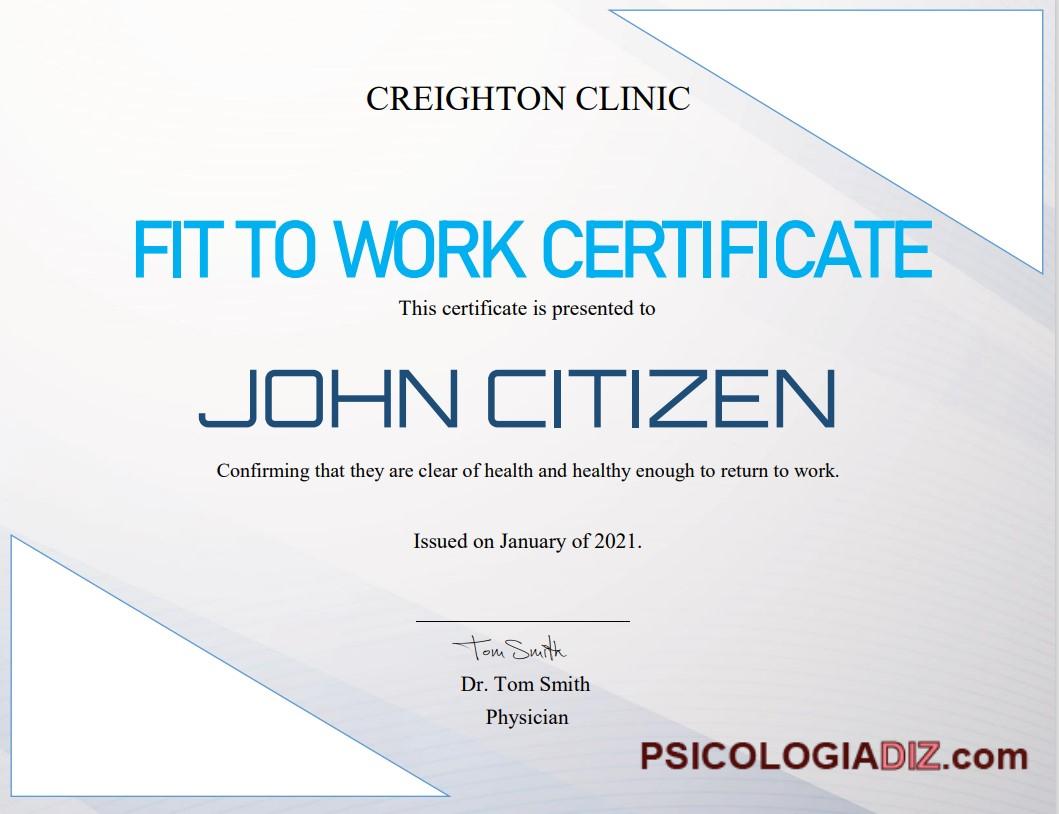 CREIGHTON CLINIC
FIT TO WORK CERTIFICATE
This certificate is presented to
JOHN CITIZEN
Confirming that they are clear of health and healthy enough to return to work.
Issued on January of 2021.
Tom Smith
Dr. Tom Smith
Physician
PSICOLOGIADIZ.com